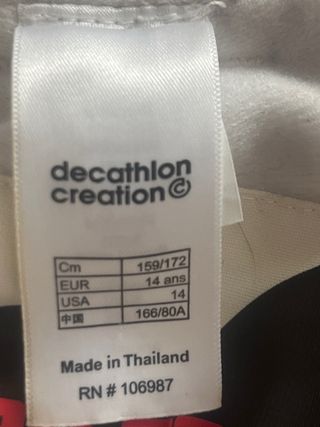 decathlon
creation ©
Cm 159/172
EUR 14 ans
USA 14
中国 166/80A
Made in Thailand
RN # 106987